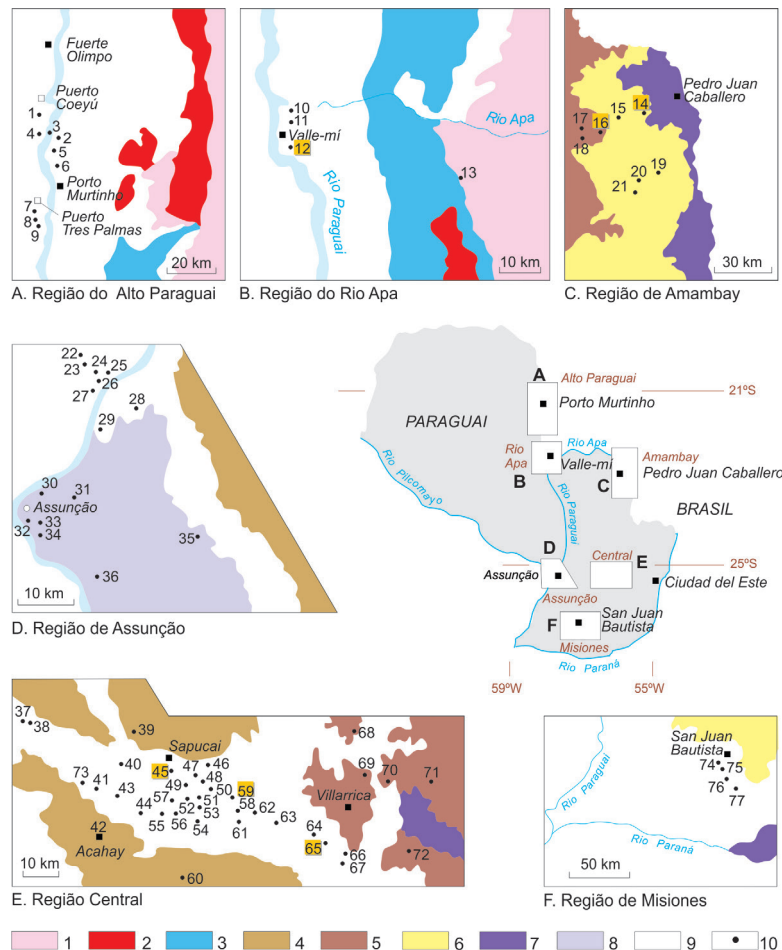 Fuerte
Olimpo
Puerto
Coeyú
1
4
3
2
5
6
Porto
Murtinho
7
8
9
Puerto
Tres Palmas
20 km
A. Região do Alto Paraguai
10
11
Valle-mí
12
Rio Apa
13
Rio Paraguai
10 km
B. Região do Rio Apa
Pedro Juan
Caballero
14
15
16
17
18
19
20
21
30 km
C. Região de Amambay
22
23
24
25
26
27
28
29
30
31
Assunção
32
33
34
35
36
10 km
D. Região de Assunção
A
Alto Paraguai
21ºS
PARAGUAI
Porto Murtinho
Rio
Apa
Rio Apa
Amambay
Valle-mí
Pedro Juan Caballero
B
C
Rio Pilcomayo
Rio Paraguai
BRASIL
D
Central
E
25ºS
Assunção
Ciudad del Este
Assunção
F
San Juan
Bautista
Misiones
Rio Paraná
59ºW
55ºW
37
38
39
Sapucai
68
40
45
47
46
69
73
41
43
49
48
59
70
71
50
Villarrica
44
57
52
51
58
62
42
53
63
55
56
54
61
64
Acahay
65
66
72
67
10 km
60
E. Região Central
San Juan
Bautista
74
75
76
77
Rio Paraguai
Rio Paraná
50 km
F. Região de Misiones
1
2
3
4
5
6
7
8
9
10